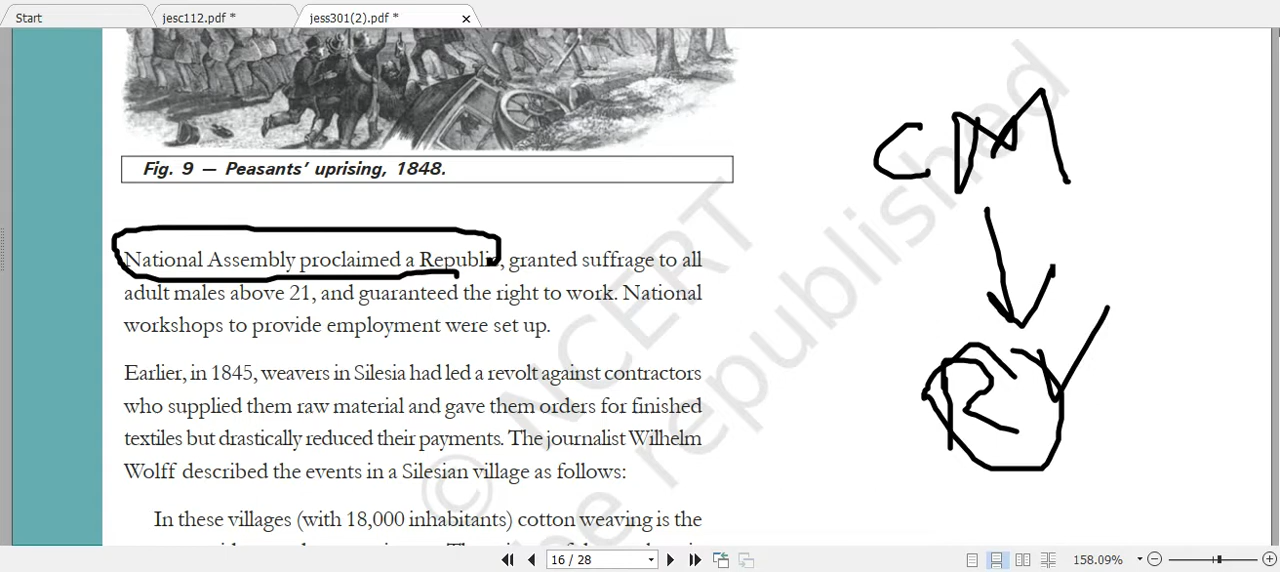 Start
jesc112.pdf *
jess301(2).pdf *
Fig. 9 — Peasants' uprising, 1848.
National Assembly proclaimed a Republic, granted suffrage to all
adult males above 21, and guaranteed the right to work. National
workshops to provide employment were set up.
Earlier, in 1845, weavers in Silesia had led a revolt against contractors
who supplied them raw material and gave them orders for finished
textiles but drastically reduced their payments. The journalist Wilhelm
Wolff described the events in a Silesian village as follows:
In these villages (with 18,000 inhabitants) cotton weaving is the
© NCERT
be republished
16 / 28
158.09%